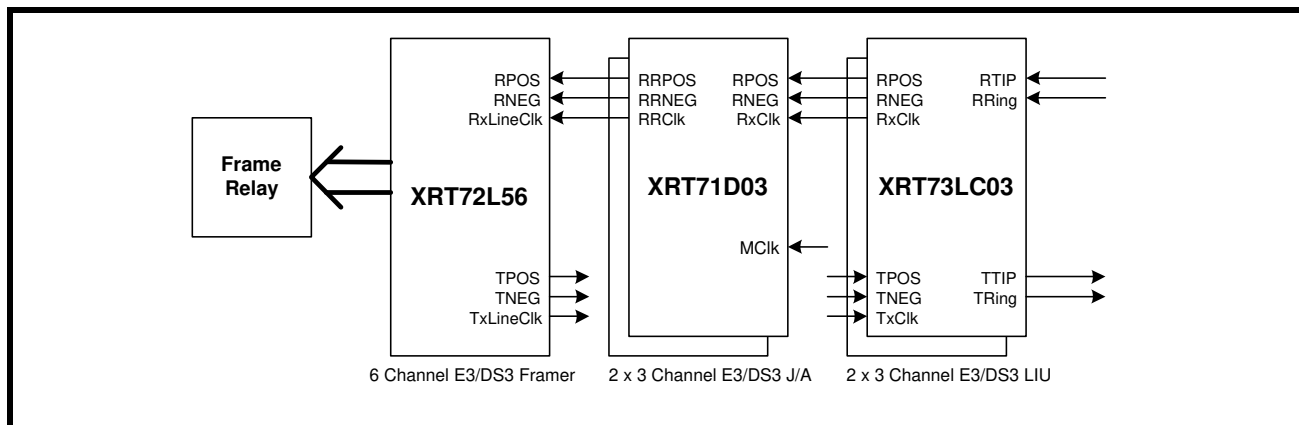 RPOS
RNEG
RxLineClk
RRPOS
RRNEG
RRClk
RPOS
RNEG
RxClk
RPOS
RNEG
RxClk
RTIP
RRing
Frame
Relay
XRT72L56
XRT71D03
XRT73LC03
MClk
TPOS
TNEG
TxLineClk
TPOS
TNEG
TxClk
TTIP
TRing
6 Channel E3/DS3 Framer
2 x 3 Channel E3/DS3 J/A
2 x 3 Channel E3/DS3 LIU